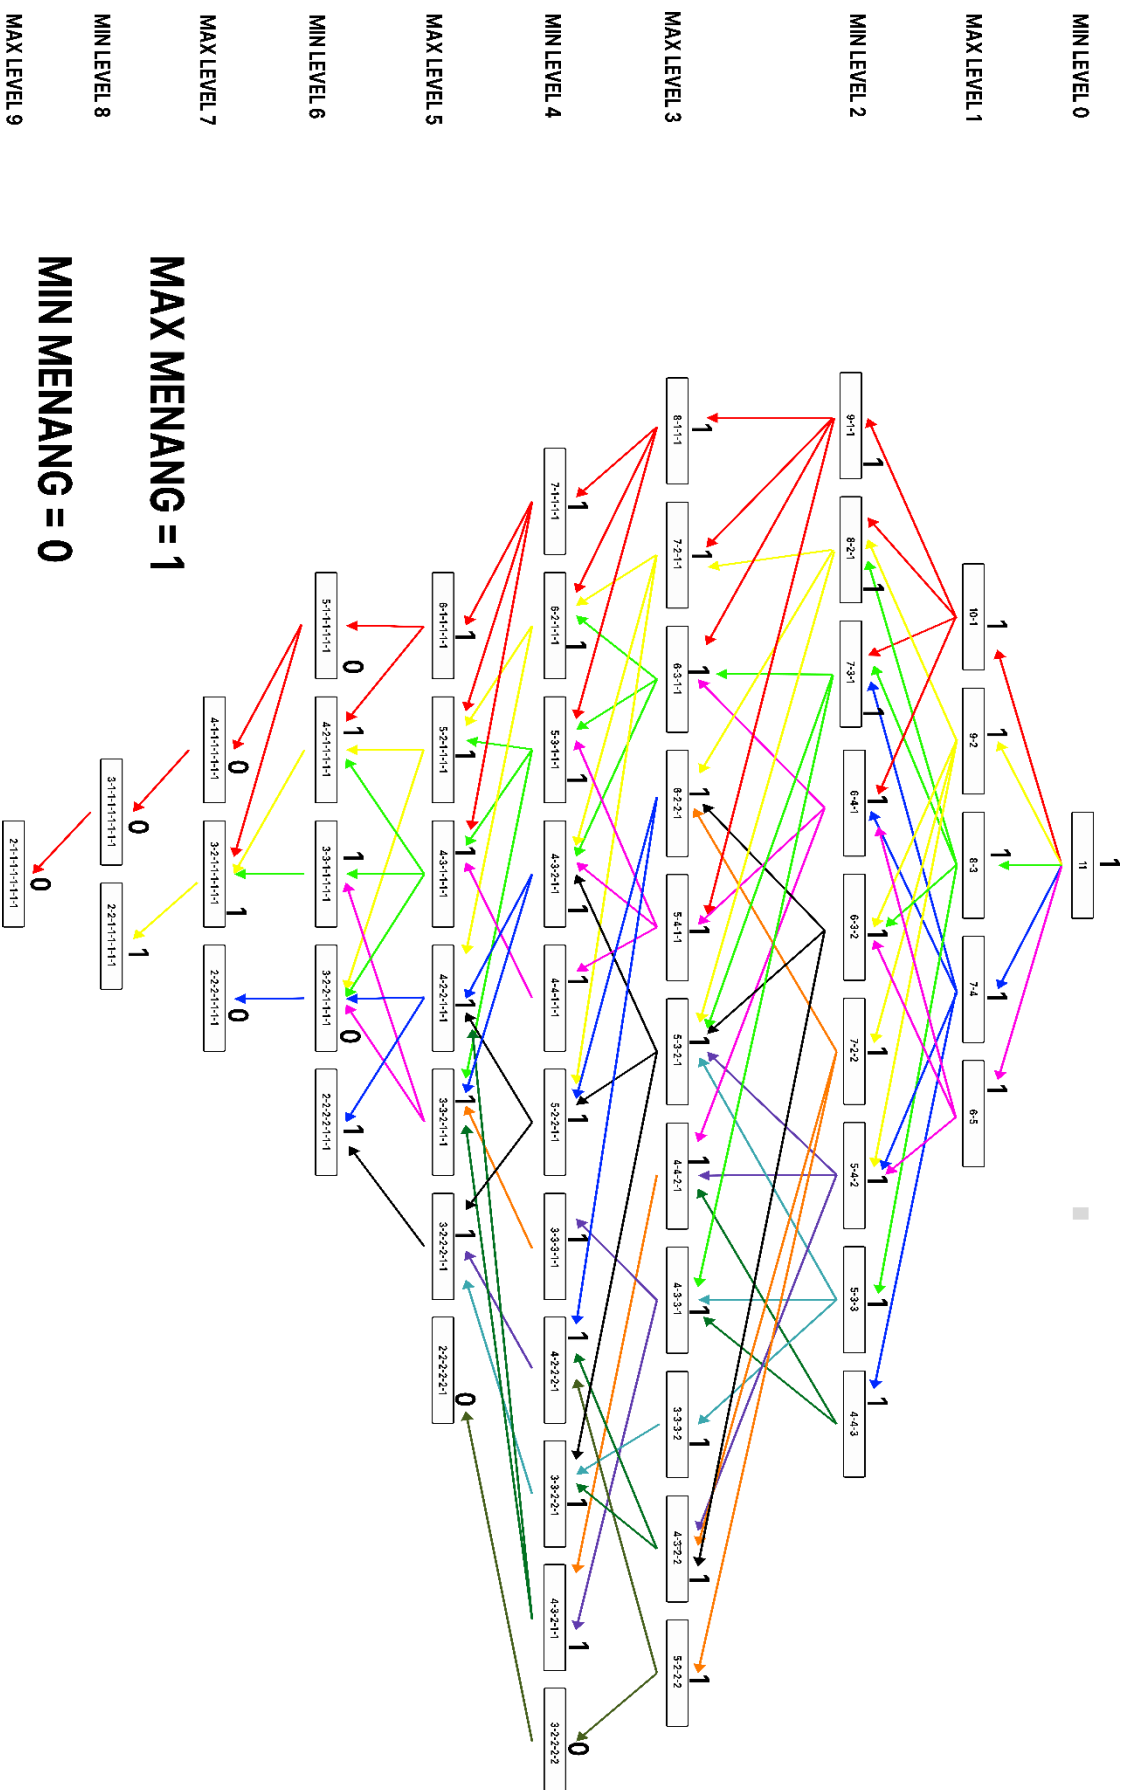 MIN LEVEL 0
1
11
MAX LEVEL 1
1 1 1 1 1
10-1 9-2 8-3 7-4 6-5
MIN LEVEL 2
1 1 1 1 1 1 1 1 1
9-1-1 8-2-1 7-3-1 6-4-1 6-3-2 7-2-2 5-4-2 5-3-3 4-4-3
MAX LEVEL 3
1 1 1 1 1 1 1 1 1 1 1
8-1-1-1 7-2-1-1 6-3-1-1 6-2-2-1 5-4-1-1 5-3-2-1 4-4-2-1 4-3-3-1 3-3-3-2 4-3-2-2 5-2-2-2
MIN LEVEL 4
1 1 1 1 1 1 1 1 1 1 0
7-1-1-1-1 6-2-1-1-1 5-3-1-1-1 4-3-2-1-1 4-4-1-1-1 5-2-2-1-1 3-3-3-1-1 4-2-2-2-1 3-3-2-2-1 4-3-2-1-1 3-2-2-2-2
MAX LEVEL 5
1 1 1 1 1 1 0
6-1-1-1-1-1 5-2-1-1-1-1 4-3-1-1-1-1 4-2-2-1-1-1 3-3-2-1-1-1 3-2-2-2-1-1 2-2-2-2-2-1
MIN LEVEL 6
0 1 1 0 1
5-1-1-1-1-1-1 4-2-1-1-1-1-1 3-3-1-1-1-1-1 3-2-2-1-1-1-1 2-2-2-2-1-1-1
MAX LEVEL 7
0 1 0
4-1-1-1-1-1-1-1 3-2-1-1-1-1-1-1 2-2-2-1-1-1-1-1
MAX MENANG = 1
MIN LEVEL 8
0 1
3-1-1-1-1-1-1-1-1 2-2-1-1-1-1-1-1-1
MIN MENANG = 0
MAX LEVEL 9
0
2-1-1-1-1-1-1-1-1-1